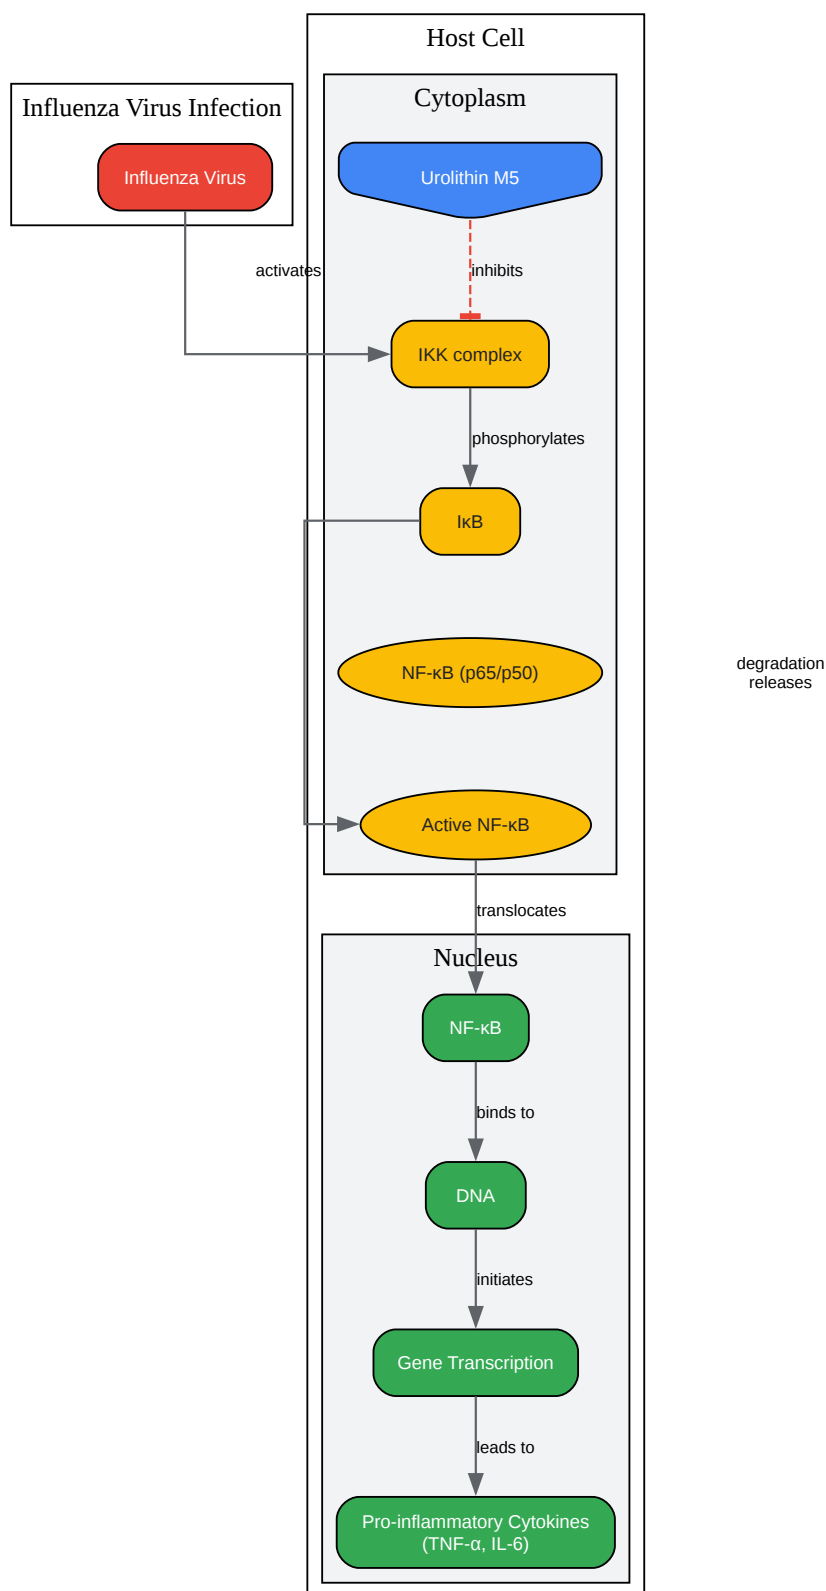 Host Cell
Cytoplasm
Influenza Virus Infection
Influenza Virus
Urolithin M5
activates
inhibits
IKK complex
phosphorylates
IκB
NF-κB (p65/p50)
degradation
releases
Active NF-κB
translocates
Nucleus
NF-κB
binds to
DNA
initiates
Gene Transcription
leads to
Pro-inflammatory Cytokines
(TNF-α, IL-6)